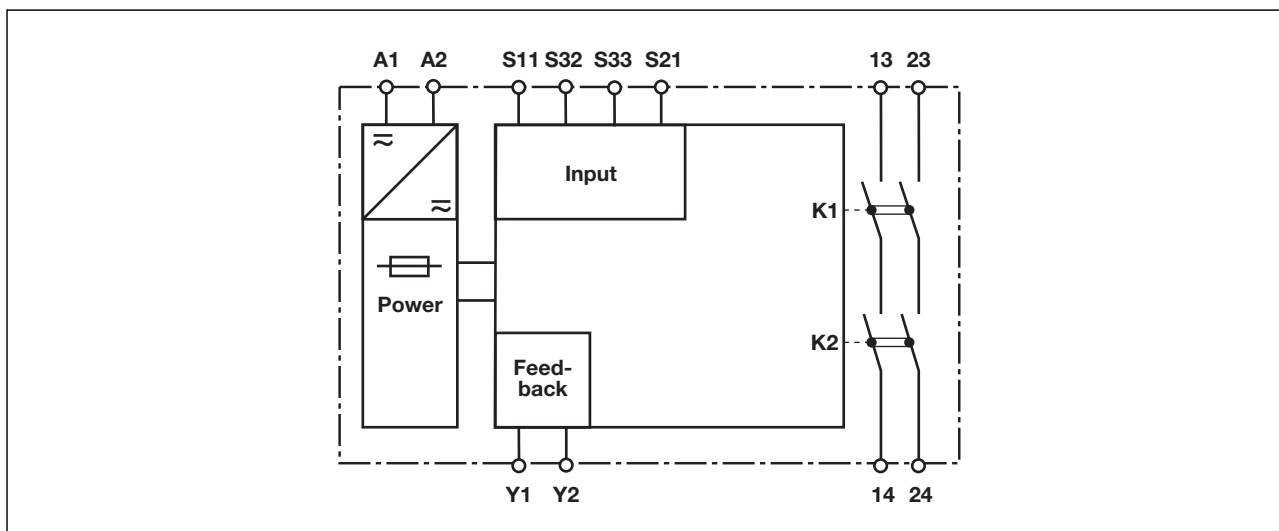 A1 A2 S11 S32 S33 S21 13 23
Input
K1
Power
K2
Feed-
back
Y1 Y2 14 24